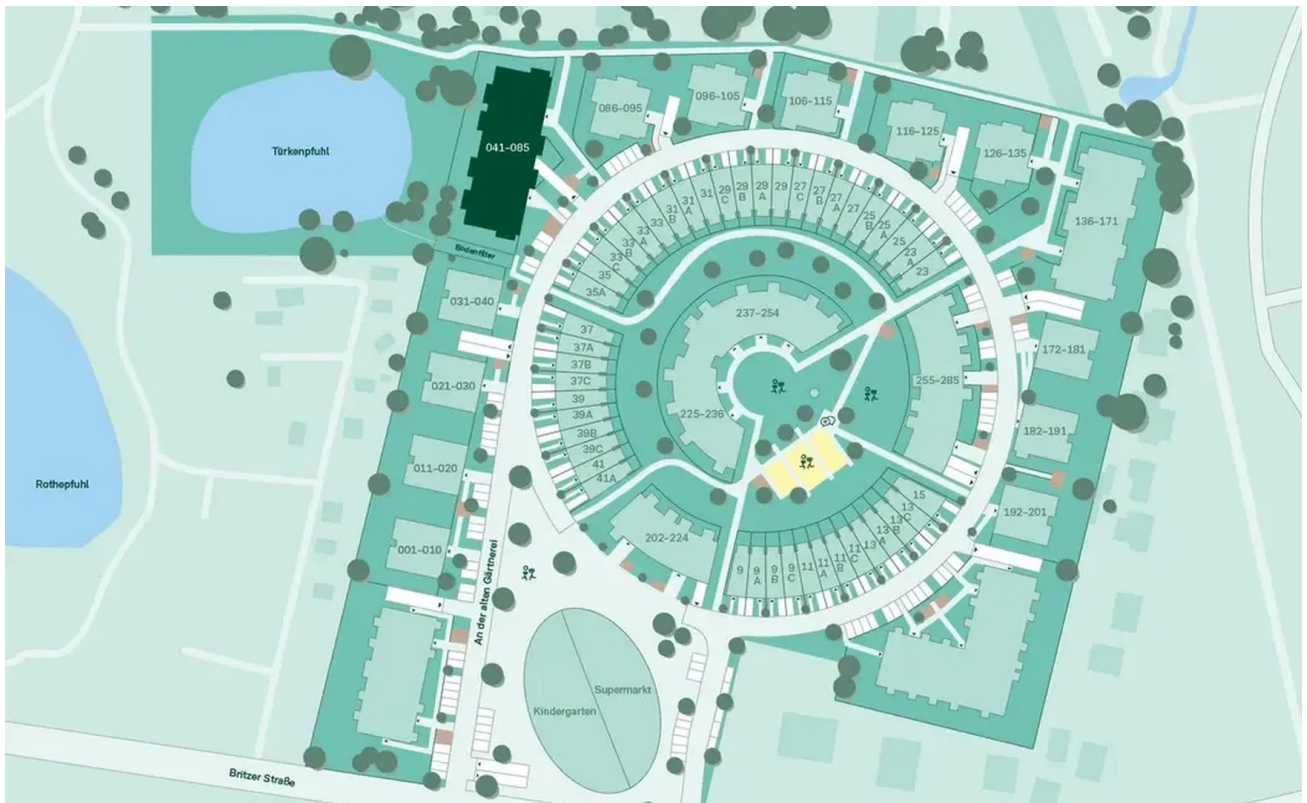 Türkenpfuhl
041-085
086-095
096-105
106-115
116-125
126-135
136-171
Bodenfilter
031-040
021-030
011-020
001-010
Rothepfuhl
35A
35
33
C
33
B
33
A
33
31
B
31
A
31
29
C
29
B
29
A
29
27
C
27
B
27
A
27
25
B
25
A
25
23
A
23
37
37A
37B
37C
39
39A
39B
39C
41
41A
237-254
225-236
255-285
172-181
182-191
192-201
202-224
9
9
A
9
B
9
C
11
11
A
11
B
11
C
13
13
A
13
B
13
C
15
An der alten Gärtnerei
Supermarkt
Kindergarten
Britzer Straße